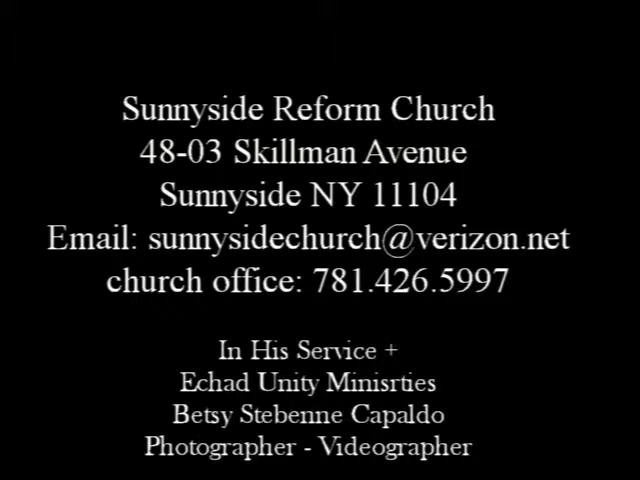 Sunnyside Reform Church
48-03 Skillman Avenue
Sunnyside NY 11104
Email: sunnysidechurch@verizon.net
church office: 781.426.5997
In His Service +
Echad Unity Minisrties
Betsy Stebenne Capaldo
Photographer - Videographer